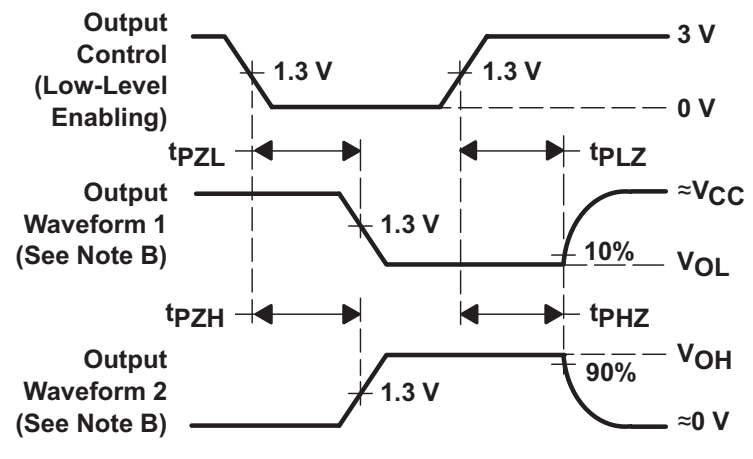 Output
Control
(Low-Level
Enabling)
1.3 V
1.3 V
3 V
0 V
tPZL
tPLZ
Output
Waveform 1
(See Note B)
1.3 V
≈VCC
10%
VOL
tPZH
tPHZ
Output
Waveform 2
(See Note B)
1.3 V
VOH
90%
≈0 V